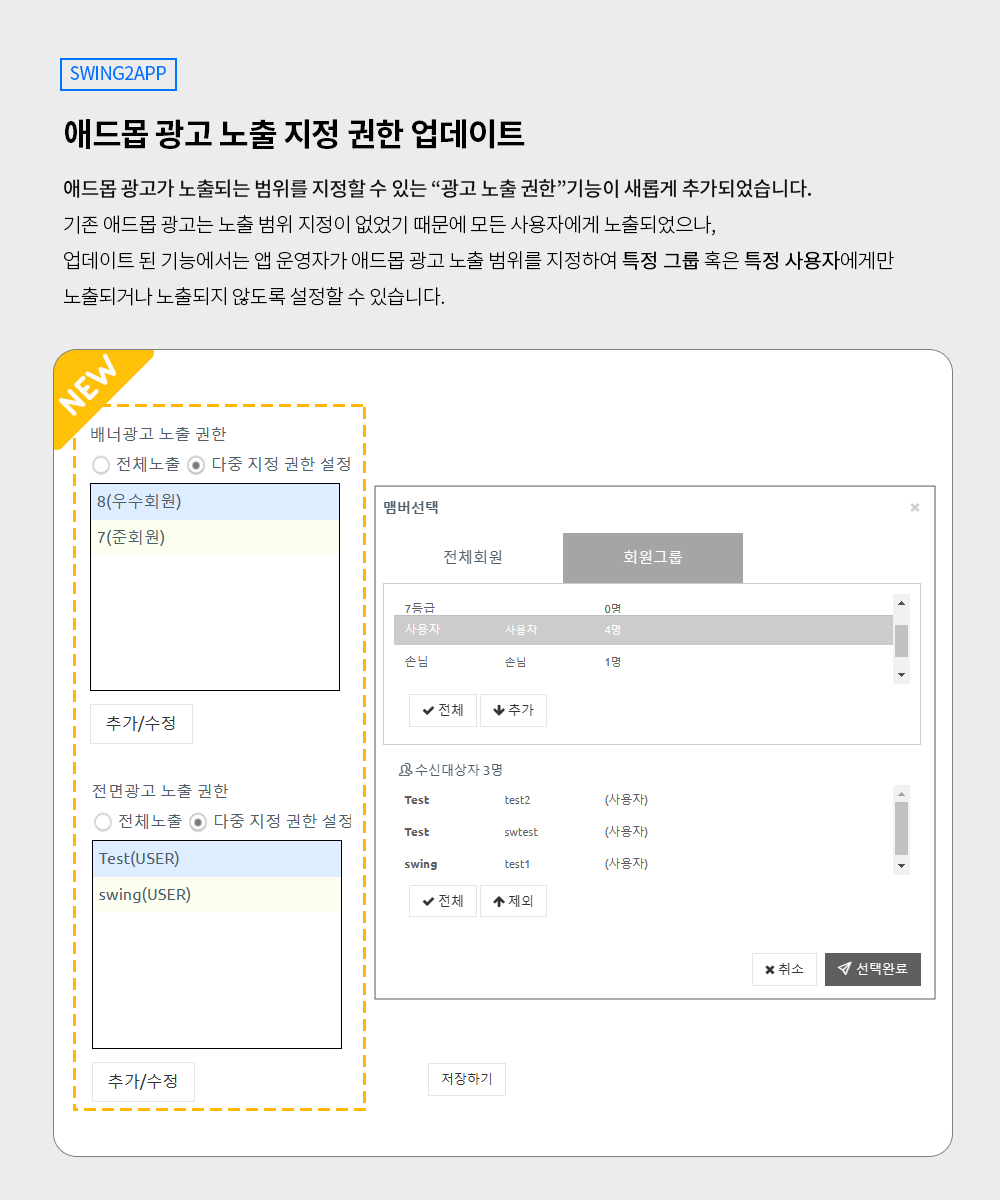 SWING2APP
애드몹 광고 노출 지정 권한 업데이트
애드몹 광고가 노출되는 범위를 지정할 수 있는 “광고 노출 권한”기능이 새롭게 추가되었습니다.
기존 애드몹 광고는 노출 범위 지정이 없었기 때문에 모든 사용자에게 노출되었으나,
업데이트 된 기능에서는 앱 운영자가 애드몹 광고 노출 범위를 지정하여 특정 그룹 혹은 특정 사용자에게만
노출되거나 노출되지 않도록 설정할 수 있습니다.
NEW
배너광고 노출 권한
전체노출 다중 지정 권한 설정
8(우수회원)
7(준회원)
추가/수정
전면광고 노출 권한
전체노출 다중 지정 권한 설정
Test(USER)
swing(USER)
추가/수정
맴버선택 ×
전체회원 회원그룹
7등급 0명
사용자 사용자 4명
손님 손님 1명
전체 추가
수신대상자 3명
Test test2 (사용자)
Test swtest (사용자)
swing test1 (사용자)
전체 제외
취소 선택완료
저장하기